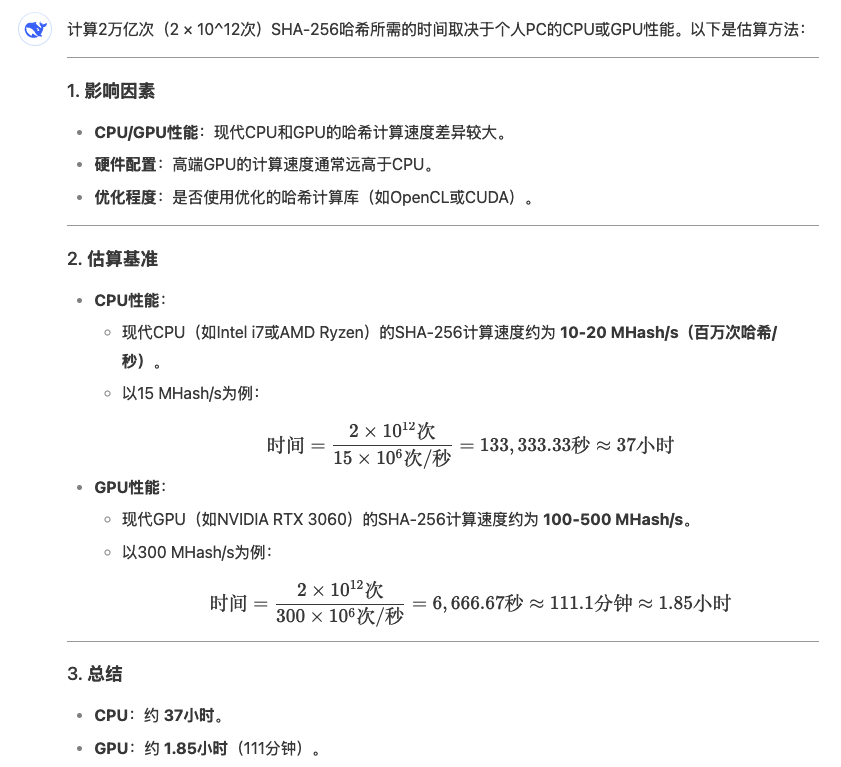 计算2万亿次（2 × 10^12次）SHA-256哈希所需的时间取决于个人PC的CPU或GPU性能。以下是估算方法：
1. 影响因素
• CPU/GPU性能：现代CPU和GPU的哈希计算速度差异较大。
• 硬件配置：高端GPU的计算速度通常远高于CPU。
• 优化程度：是否使用优化的哈希计算库（如OpenCL或CUDA）。
2. 估算基准
• CPU性能：
◦ 现代CPU（如Intel i7或AMD Ryzen）的SHA-256计算速度约为 10-20 MHash/s（百万次哈希/
秒）。
◦ 以15 MHash/s为例：
时间 = 2 × 10^12次 / 15 × 10^6次/秒 = 133,333.33秒 ≈ 37小时
• GPU性能：
◦ 现代GPU（如NVIDIA RTX 3060）的SHA-256计算速度约为 100-500 MHash/s。
◦ 以300 MHash/s为例：
时间 = 2 × 10^12次 / 300 × 10^6次/秒 = 6,666.67秒 ≈ 111.1分钟 ≈ 1.85小时
3. 总结
• CPU：约 37小时。
• GPU：约 1.85小时（111分钟）。